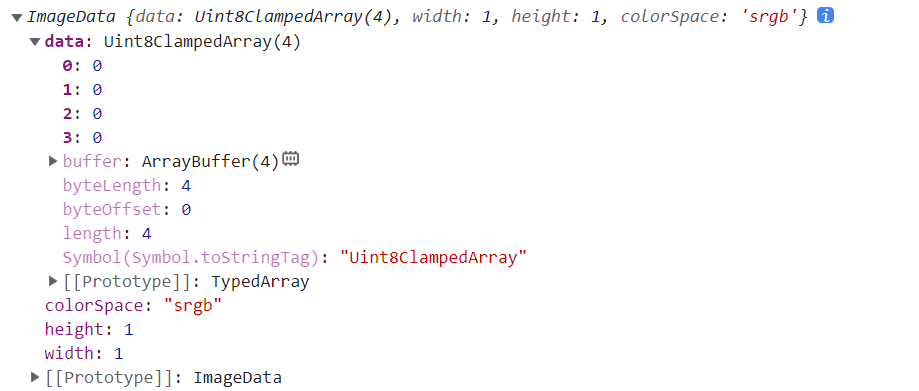 ImageData {data: Uint8ClampedArray(4), width: 1, height: 1, colorSpace: 'srgb'} i
data: Uint8ClampedArray(4)
0: 0
1: 0
2: 0
3: 0
buffer: ArrayBuffer(4)
byteLength: 4
byteOffset: 0
length: 4
Symbol(Symbol.toStringTag): "Uint8ClampedArray"
[[Prototype]]: TypedArray
colorSpace: "srgb"
height: 1
width: 1
[[Prototype]]: ImageData